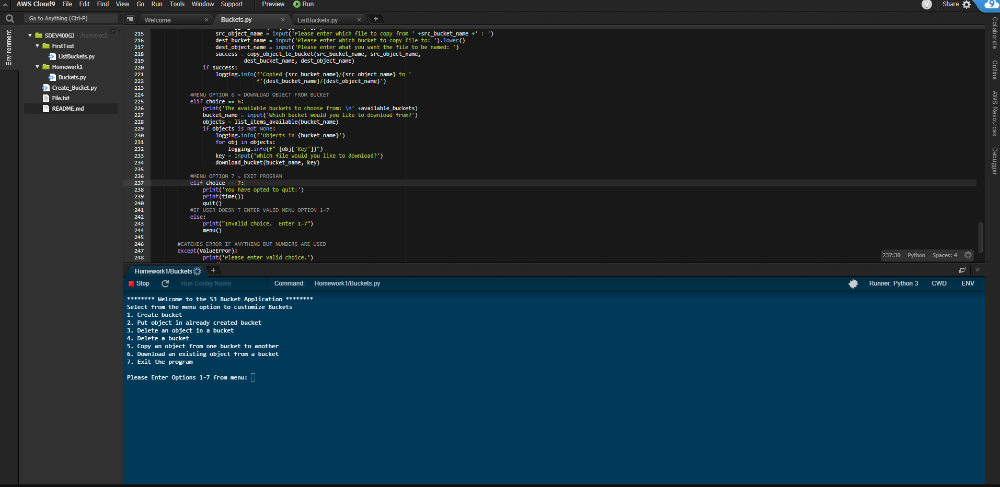 AWS Cloud9 File Edit Find View Go Run Tools Window Support Preview Run V Share 9
Go to Anything (Ctrl-P)
Welcome × Buckets.py × ListBuckets.py × +
Environment
SDEV400GJ - /home/ec2
FirstTest
ListBuckets.py
Homework1
Buckets.py
Create_Bucket.py
File.txt
README.md
215 src_object_name = input('Please enter which file to copy from ' +src_bucket_name +' : ')
216 dest_bucket_name = input('Please enter which bucket to copy file to: ').lower()
217 dest_object_name = input('Please enter what you want the file to be named: ')
218 success = copy_object_to_bucket(src_bucket_name, src_object_name,
219 dest_bucket_name, dest_object_name)
220 if success:
221 logging.info(f'Copied {src_bucket_name}/{src_object_name} to '
222 f'{dest_bucket_name}/{dest_object_name}')
223
224 #MENU OPTION 6 = DOWNLOAD OBJECT FROM BUCKET
225 elif choice == 6:
226 print('The available buckets to choose from: \n' +available_buckets)
227 bucket_name = input('Which bucket would you like to download from?')
228 objects = list_items_available(bucket_name)
229 if objects is not None:
230 logging.info(f'Objects in {bucket_name}')
231 for obj in objects:
232 logging.info(f" {obj['Key']}")
233 key = input('Which file would you like to download?')
234 download_bucket(bucket_name, key)
235
236 #MENU OPTION 7 = EXIT PROGRAM
237 elif choice == 7:
238 print('You have opted to quit:')
239 print(time())
240 quit()
241 #IF USER DOESN'T ENTER VALID MENU OPTION 1-7
242 else:
243 print("Invalid choice.  Enter 1-7")
244 menu()
245
246 #CATCHES ERROR IF ANYTHING BUT NUMBERS ARE USED
247 except(ValueError):
248 print('Please enter valid choice.')
237:30 Python Spaces: 4
Collaborate
Outline
AWS Resources
Debugger
Homework1/Buckets +
Stop Run Config Name Command: Homework1/Buckets.py Runner: Python 3 CWD ENV
******** Welcome to the S3 Bucket Application ********
Select from the menu option to customize Buckets
1. Create bucket
2. Put object in already created bucket
3. Delete an object in a bucket
4. Delete a bucket
5. Copy an object from one bucket to another
6. Download an existing object from a bucket
7. Exit the program
Please Enter Options 1-7 from menu: